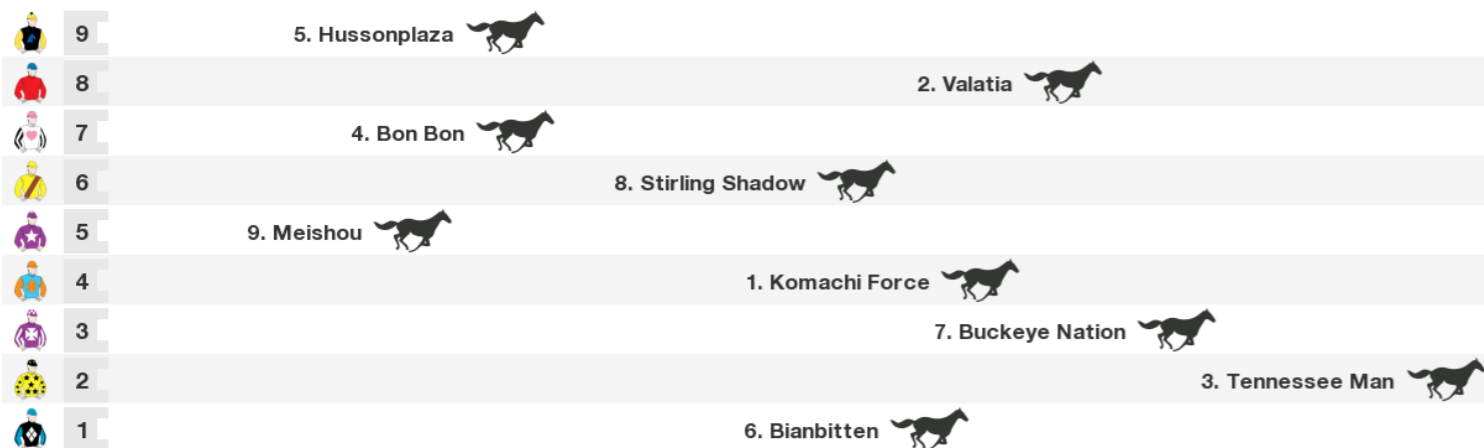 9 5. Hussonplaza
8 2. Valatia
7 4. Bon Bon
6 8. Stirling Shadow
5 9. Meishou
4 1. Komachi Force
3 7. Buckeye Nation
2 3. Tennessee Man
1 6. Bianbitten